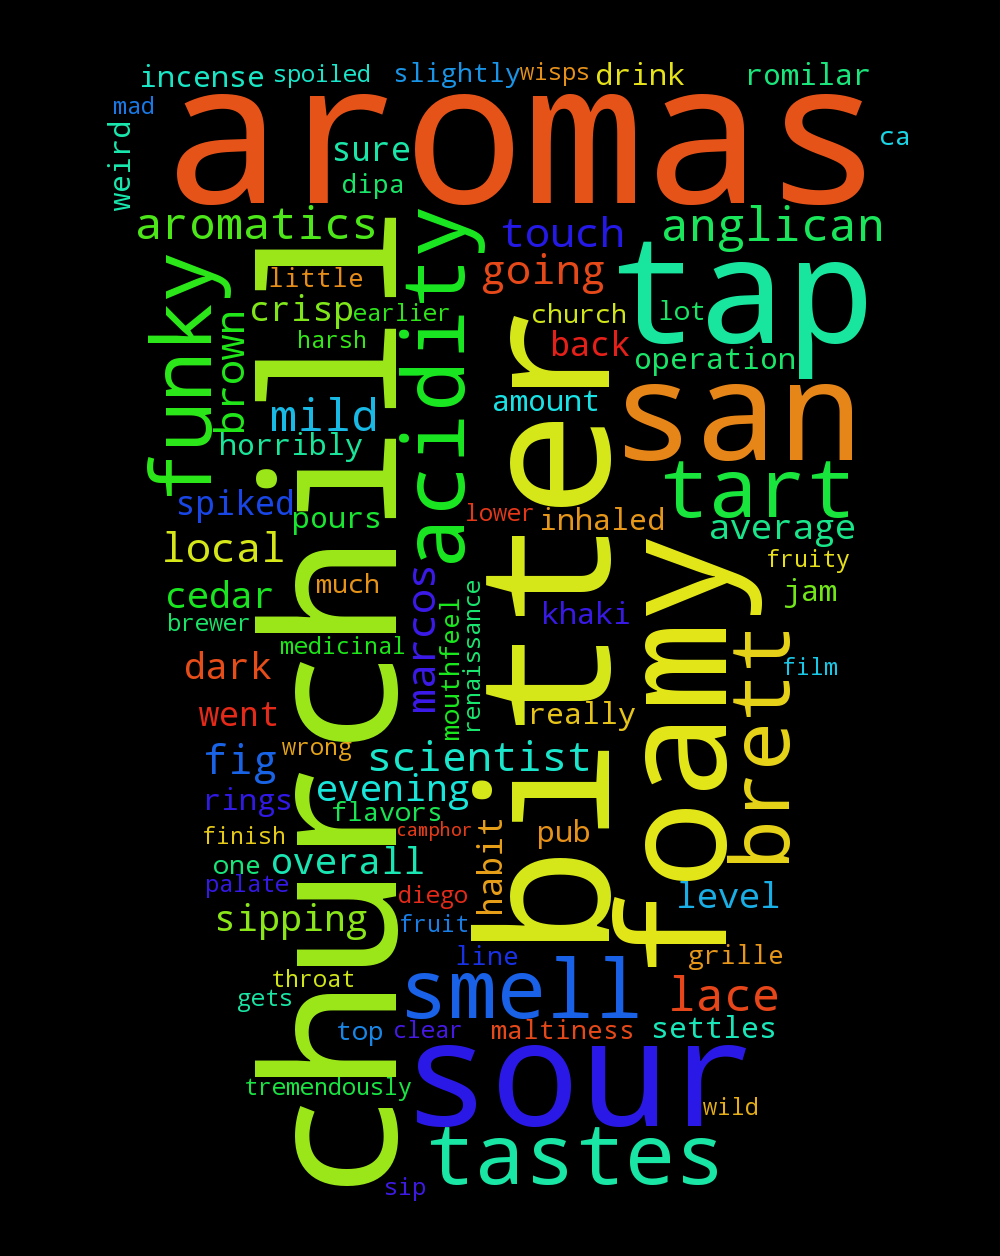 incense spoiled slightly wisps drink romilar
mad
aromas
ca
weird
sure
dipa
aromatics
acidity
touch
anglican
funky
little
going
tap
crisp
earlier
church
lot
brown
harsh
back
operation
mild
bitter
amount
san
horribly
spiked
pours
lower
inhaled
tart
average
local
foamy
fruity
cedar
much
marcos
khaki
jam
brewer
mouthfeel
renaissance
brett
medicinal
dark
film
went
really
fig
wrong
scientist
rings
evening
flavors
finish
camphor
pub
habit
one
overall
palate
diego
level
sipping
fruit
line
grille
throat
gets
smell
lace
top
clear
maltiness
settles
sour
tremendously
wild
church
chill
tastes
sip